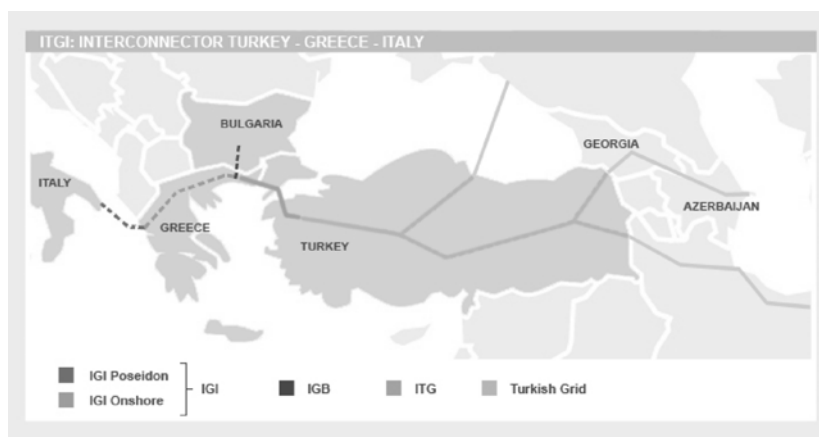 ITGI: INTERCONNECTOR TURKEY - GREECE - ITALY
BULGARIA
GEORGIA
ITALY
AZERBAIJAN
GREECE
TURKEY
IGI Poseidon
IGI Onshore
IGI
IGB
ITG
Turkish Grid